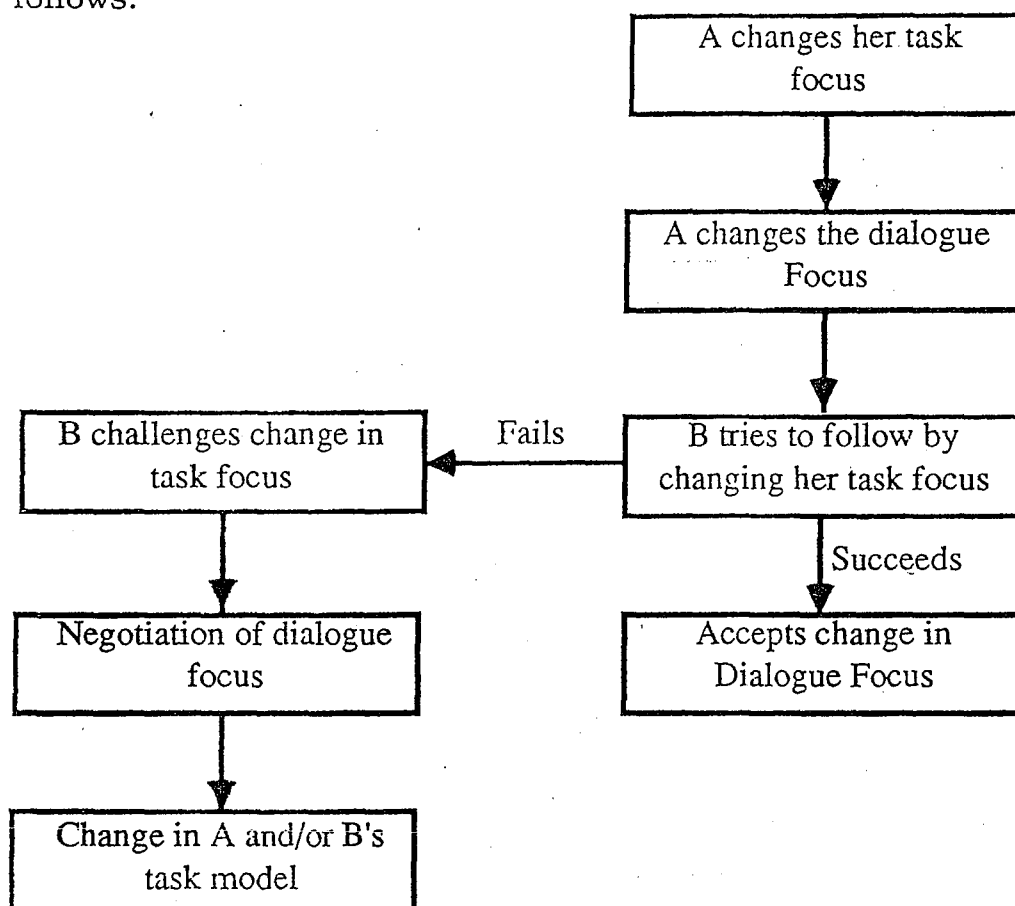 follows:
A changes her task
focus
A changes the dialogue
Focus
B tries to follow by
changing her task focus
Fails
B challenges change in
task focus
Succeeds
Accepts change in
Dialogue Focus
Negotiation of dialogue
focus
Change in A and/or B's
task model